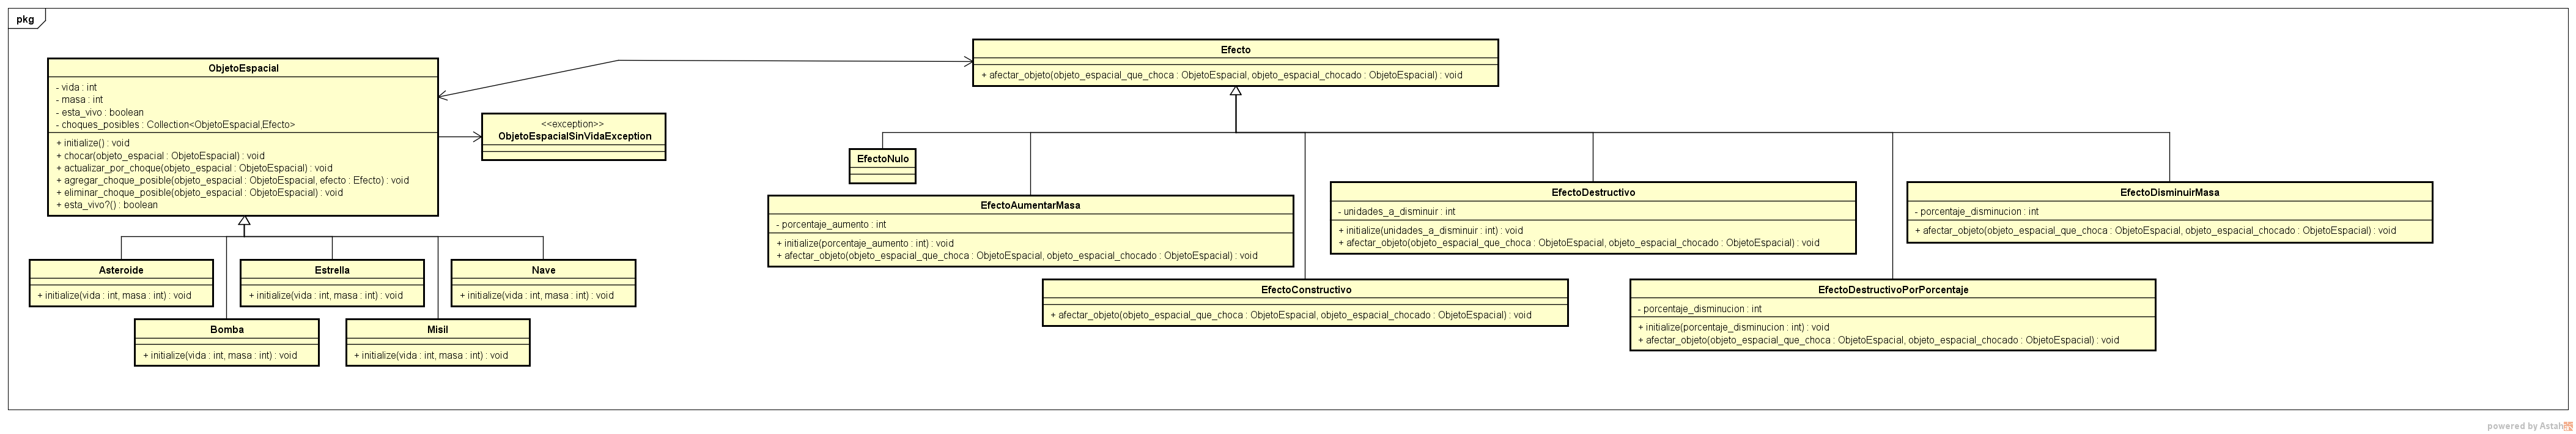 pkg
ObjetoEspacial
- vida : int
- masa : int
- esta_vivo : boolean
- choques_posibles : Collection<ObjetoEspacial,Efecto>
+ initialize() : void
+ chocar(objeto_espacial : ObjetoEspacial) : void
+ actualizar_por_choque(objeto_espacial : ObjetoEspacial) : void
+ agregar_choque_posible(objeto_espacial : ObjetoEspacial, efecto : Efecto) : void
+ eliminar_choque_posible(objeto_espacial : ObjetoEspacial) : void
+ esta_vivo?() : boolean
<<exception>>
ObjetoEspacialSinVidaException
Asteroide
+ initialize(vida : int, masa : int) : void
Estrella
+ initialize(vida : int, masa : int) : void
Nave
+ initialize(vida : int, masa : int) : void
Bomba
+ initialize(vida : int, masa : int) : void
Misil
+ initialize(vida : int, masa : int) : void
Efecto
+ afectar_objeto(objeto_espacial_que_choca : ObjetoEspacial, objeto_espacial_chocado : ObjetoEspacial) : void
EfectoNulo
EfectoAumentarMasa
- porcentaje_aumento : int
+ initialize(porcentaje_aumento : int) : void
+ afectar_objeto(objeto_espacial_que_choca : ObjetoEspacial, objeto_espacial_chocado : ObjetoEspacial) : void
EfectoConstructivo
+ afectar_objeto(objeto_espacial_que_choca : ObjetoEspacial, objeto_espacial_chocado : ObjetoEspacial) : void
EfectoDestructivo
- unidades_a_disminuir : int
+ initialize(unidades_a_disminuir : int) : void
+ afectar_objeto(objeto_espacial_que_choca : ObjetoEspacial, objeto_espacial_chocado : ObjetoEspacial) : void
EfectoDestructivoPorPorcentaje
- porcentaje_disminucion : int
+ initialize(porcentaje_disminucion : int) : void
+ afectar_objeto(objeto_espacial_que_choca : ObjetoEspacial, objeto_espacial_chocado : ObjetoEspacial) : void
EfectoDisminuirMasa
- porcentaje_disminucion : int
+ afectar_objeto(objeto_espacial_que_choca : ObjetoEspacial, objeto_espacial_chocado : ObjetoEspacial) : void
powered by Astah